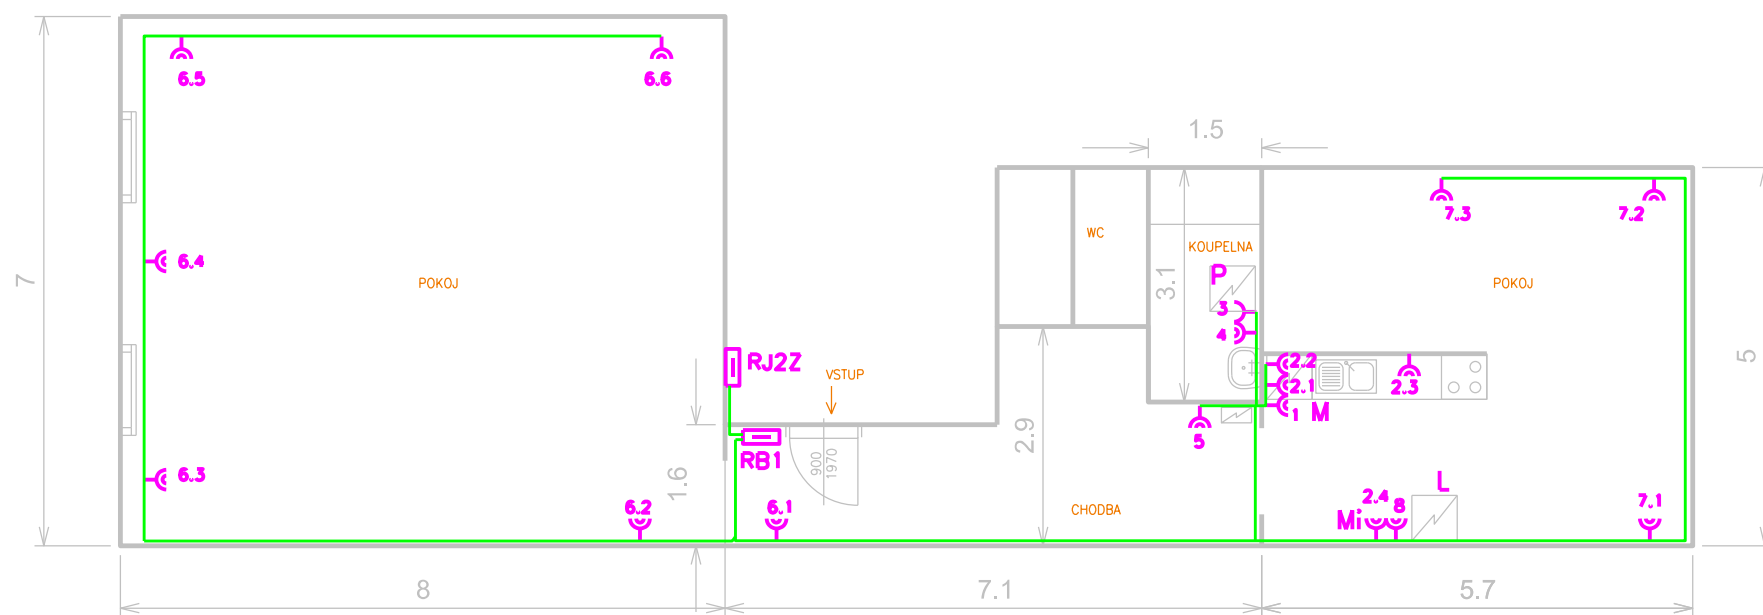 6.5
6.6
1.5
7.3
7.2
WC
KOUPELNA
6.4
7
POKOJ
P
3.1
POKOJ
3
4
RJ2Z
VSTUP
2.2
5
2.1
2.3
1 M
2.9
5
RB1
900
1970
6.3
1.6
L
6.2
6.1
CHODBA
2.4
8
7.1
Mi
8
7.1
5.7